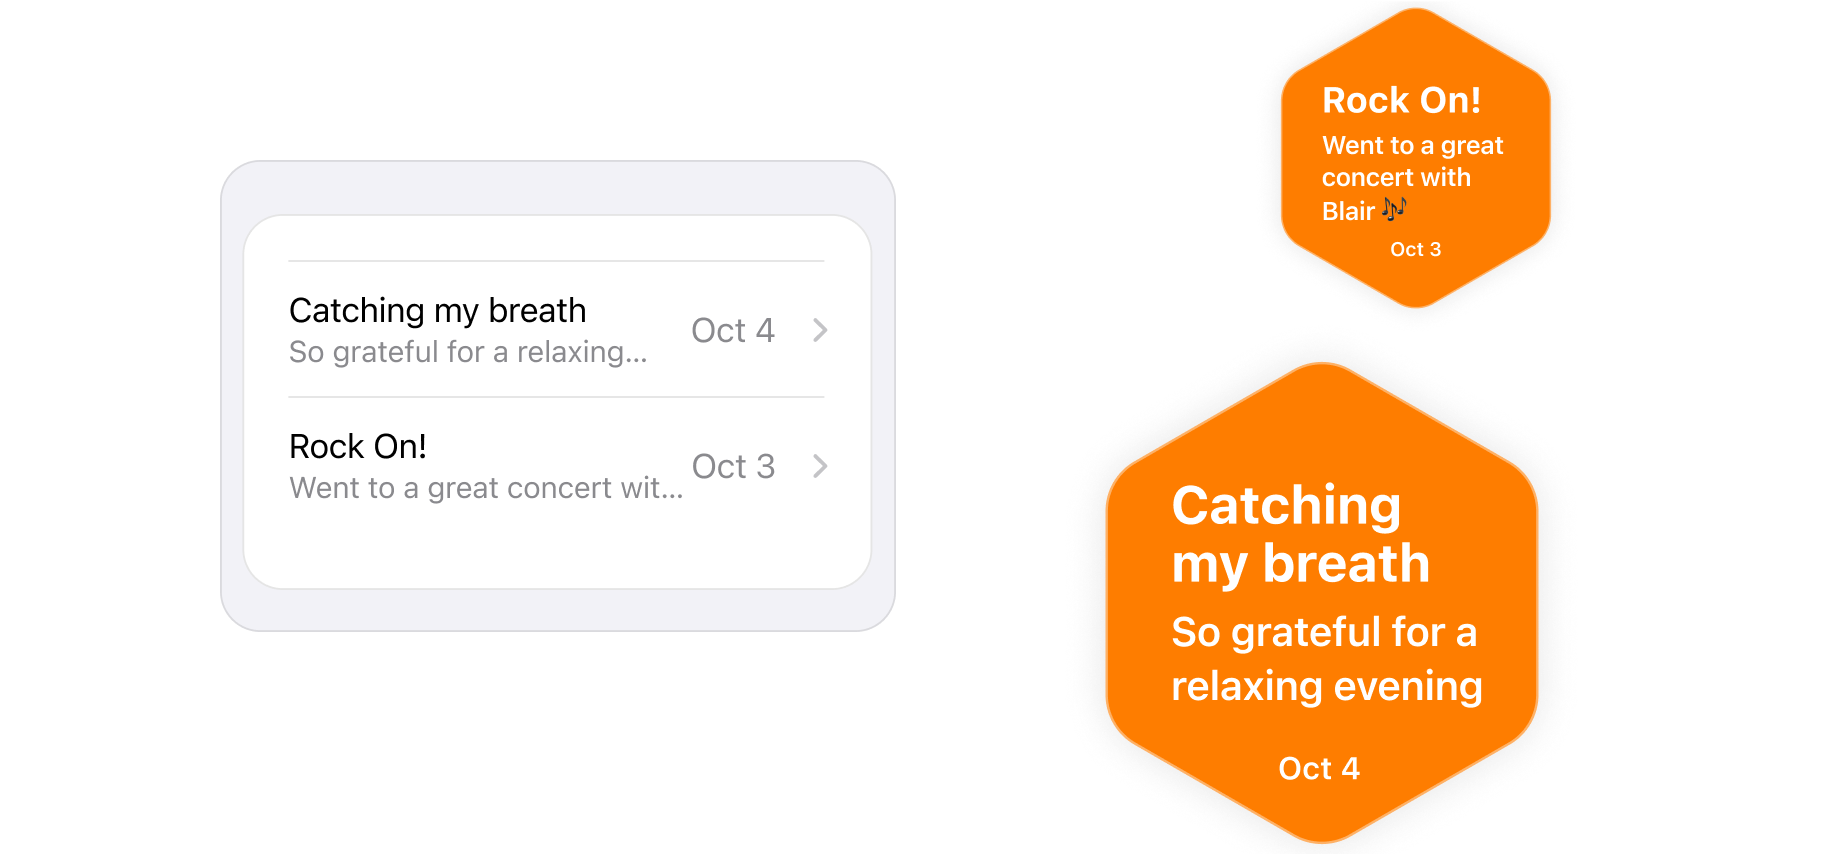 Catching my breath
So grateful for a relaxing...
Oct 4
Rock On!
Went to a great concert wit...
Oct 3
Rock On!
Went to a great
concert with
Blair 🎶
Oct 3
Catching
my breath
So grateful for a
relaxing evening
Oct 4